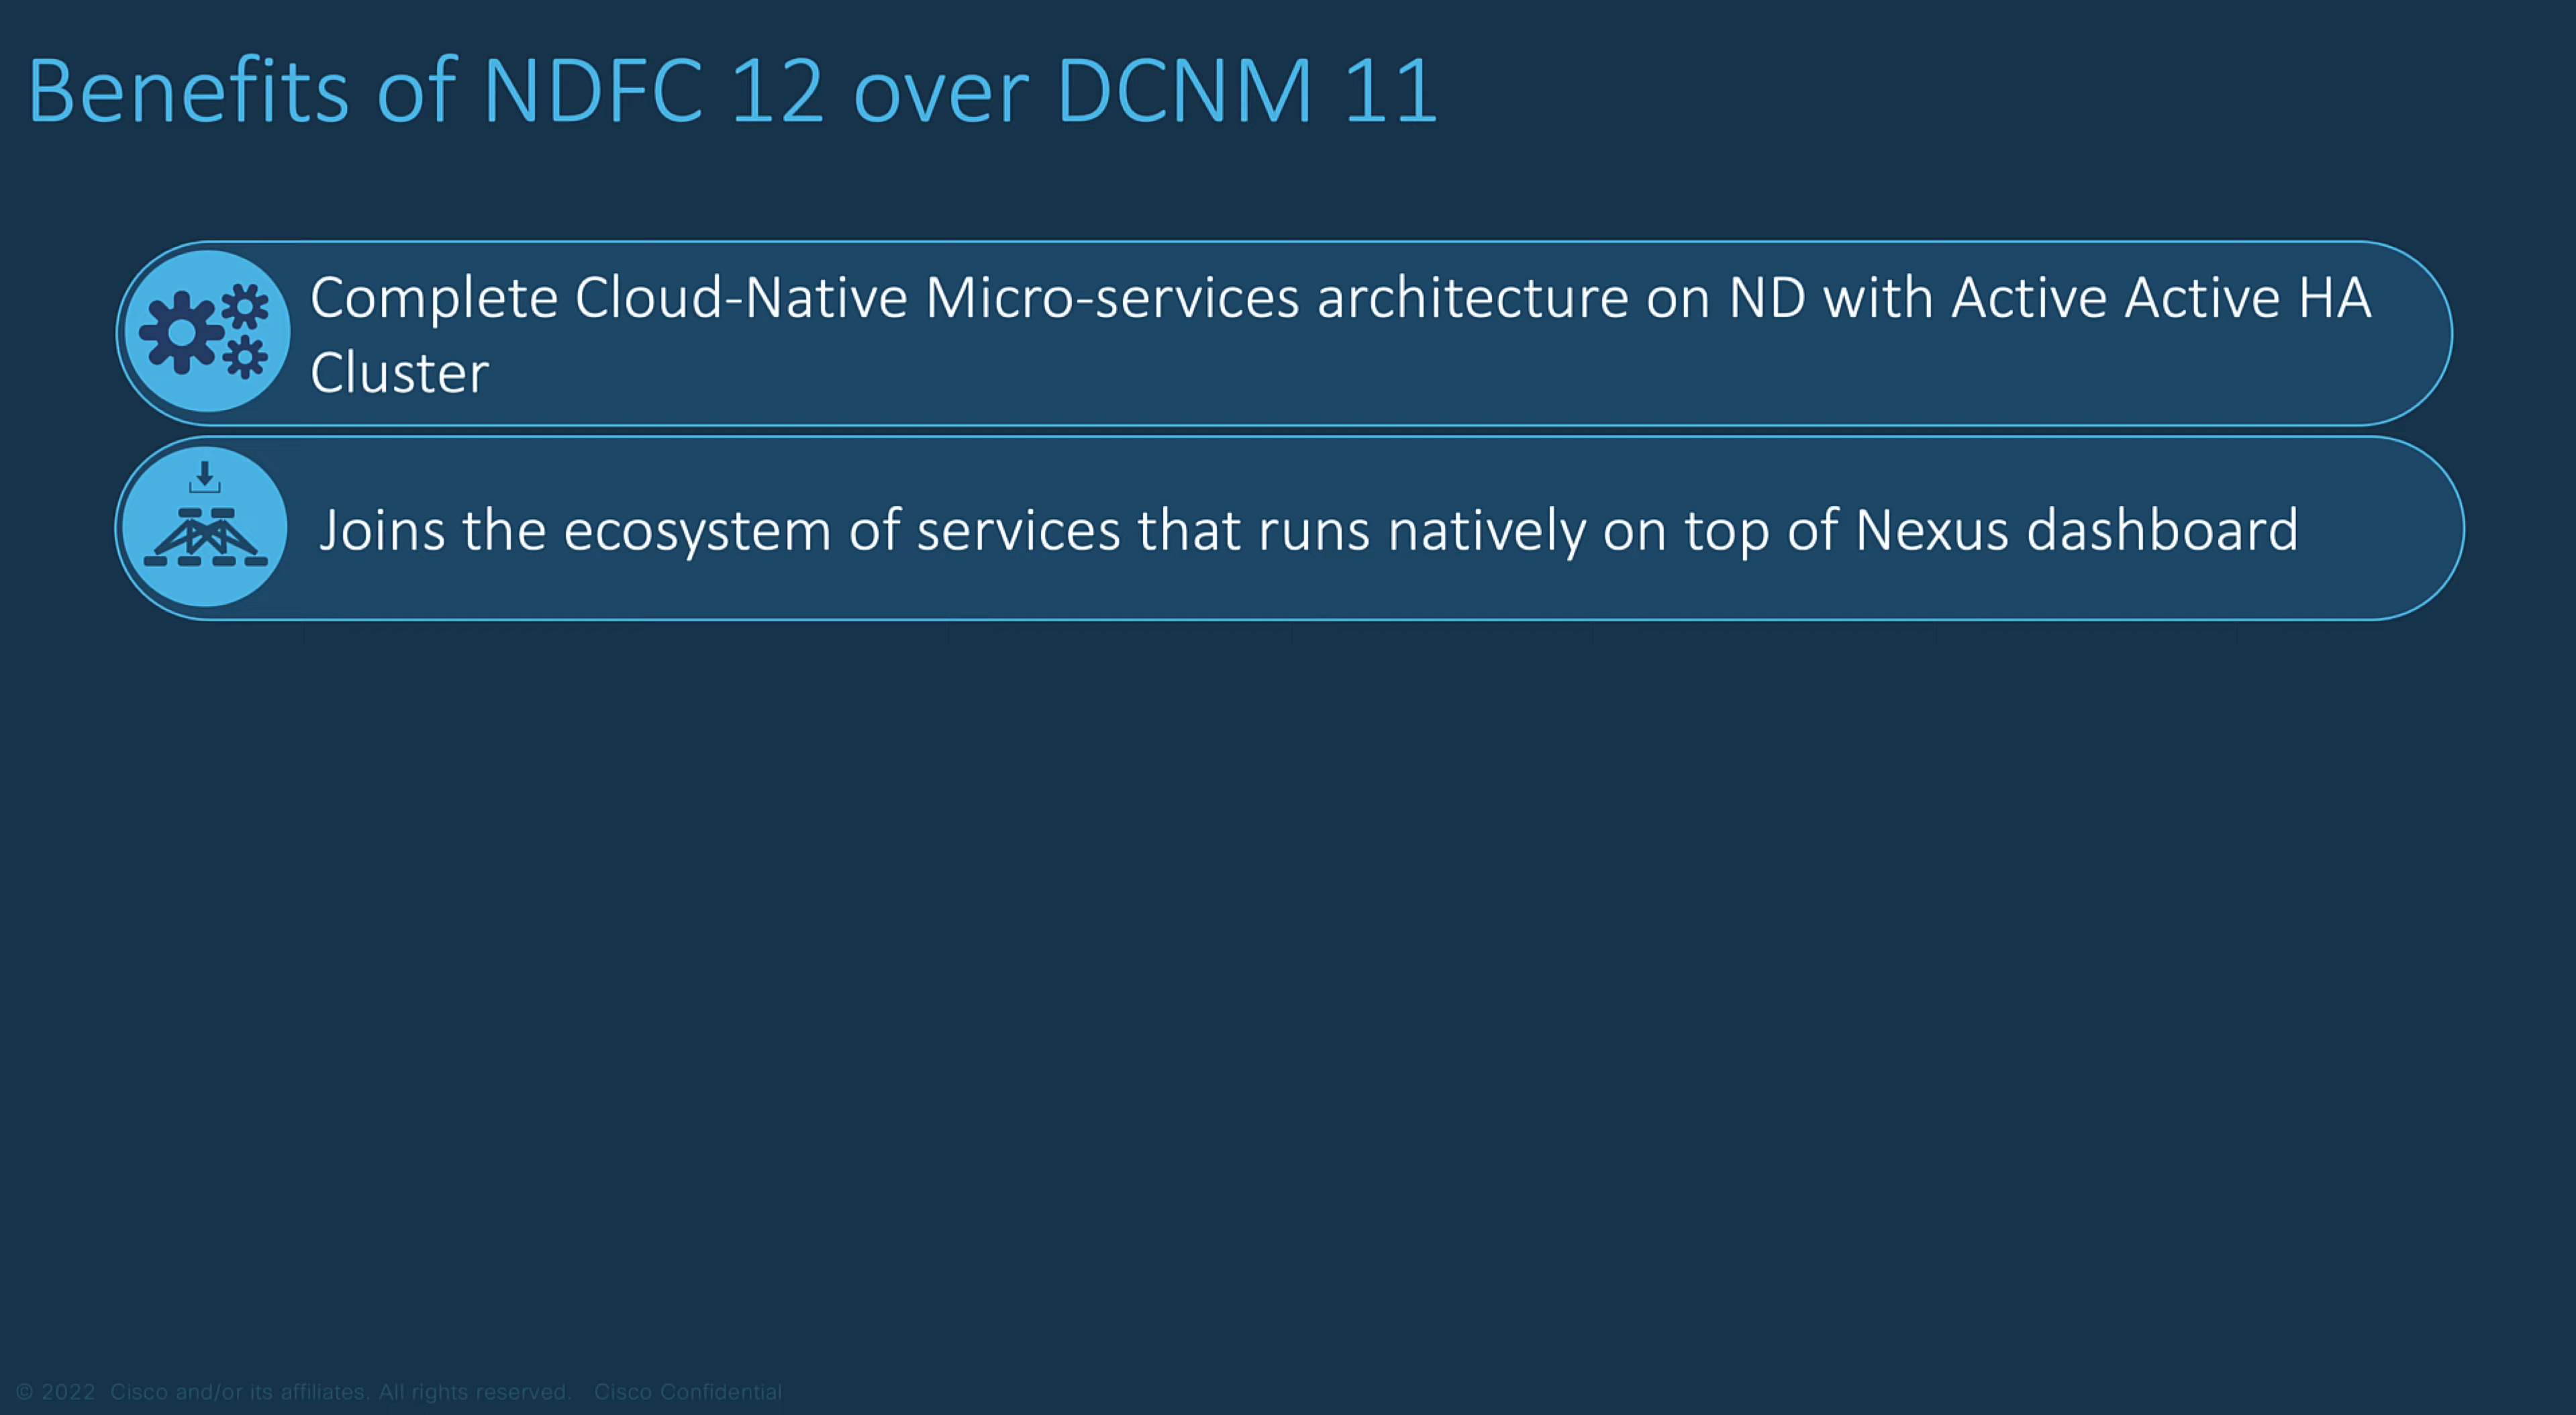 Benefits of NDFC 12 over DCNM 11
Complete Cloud-Native Micro-services architecture on ND with Active Active HA
Cluster
Joins the ecosystem of services that runs natively on top of Nexus dashboard
© 2022 Cisco and/or its affiliates. All rights reserved. Cisco Confidential